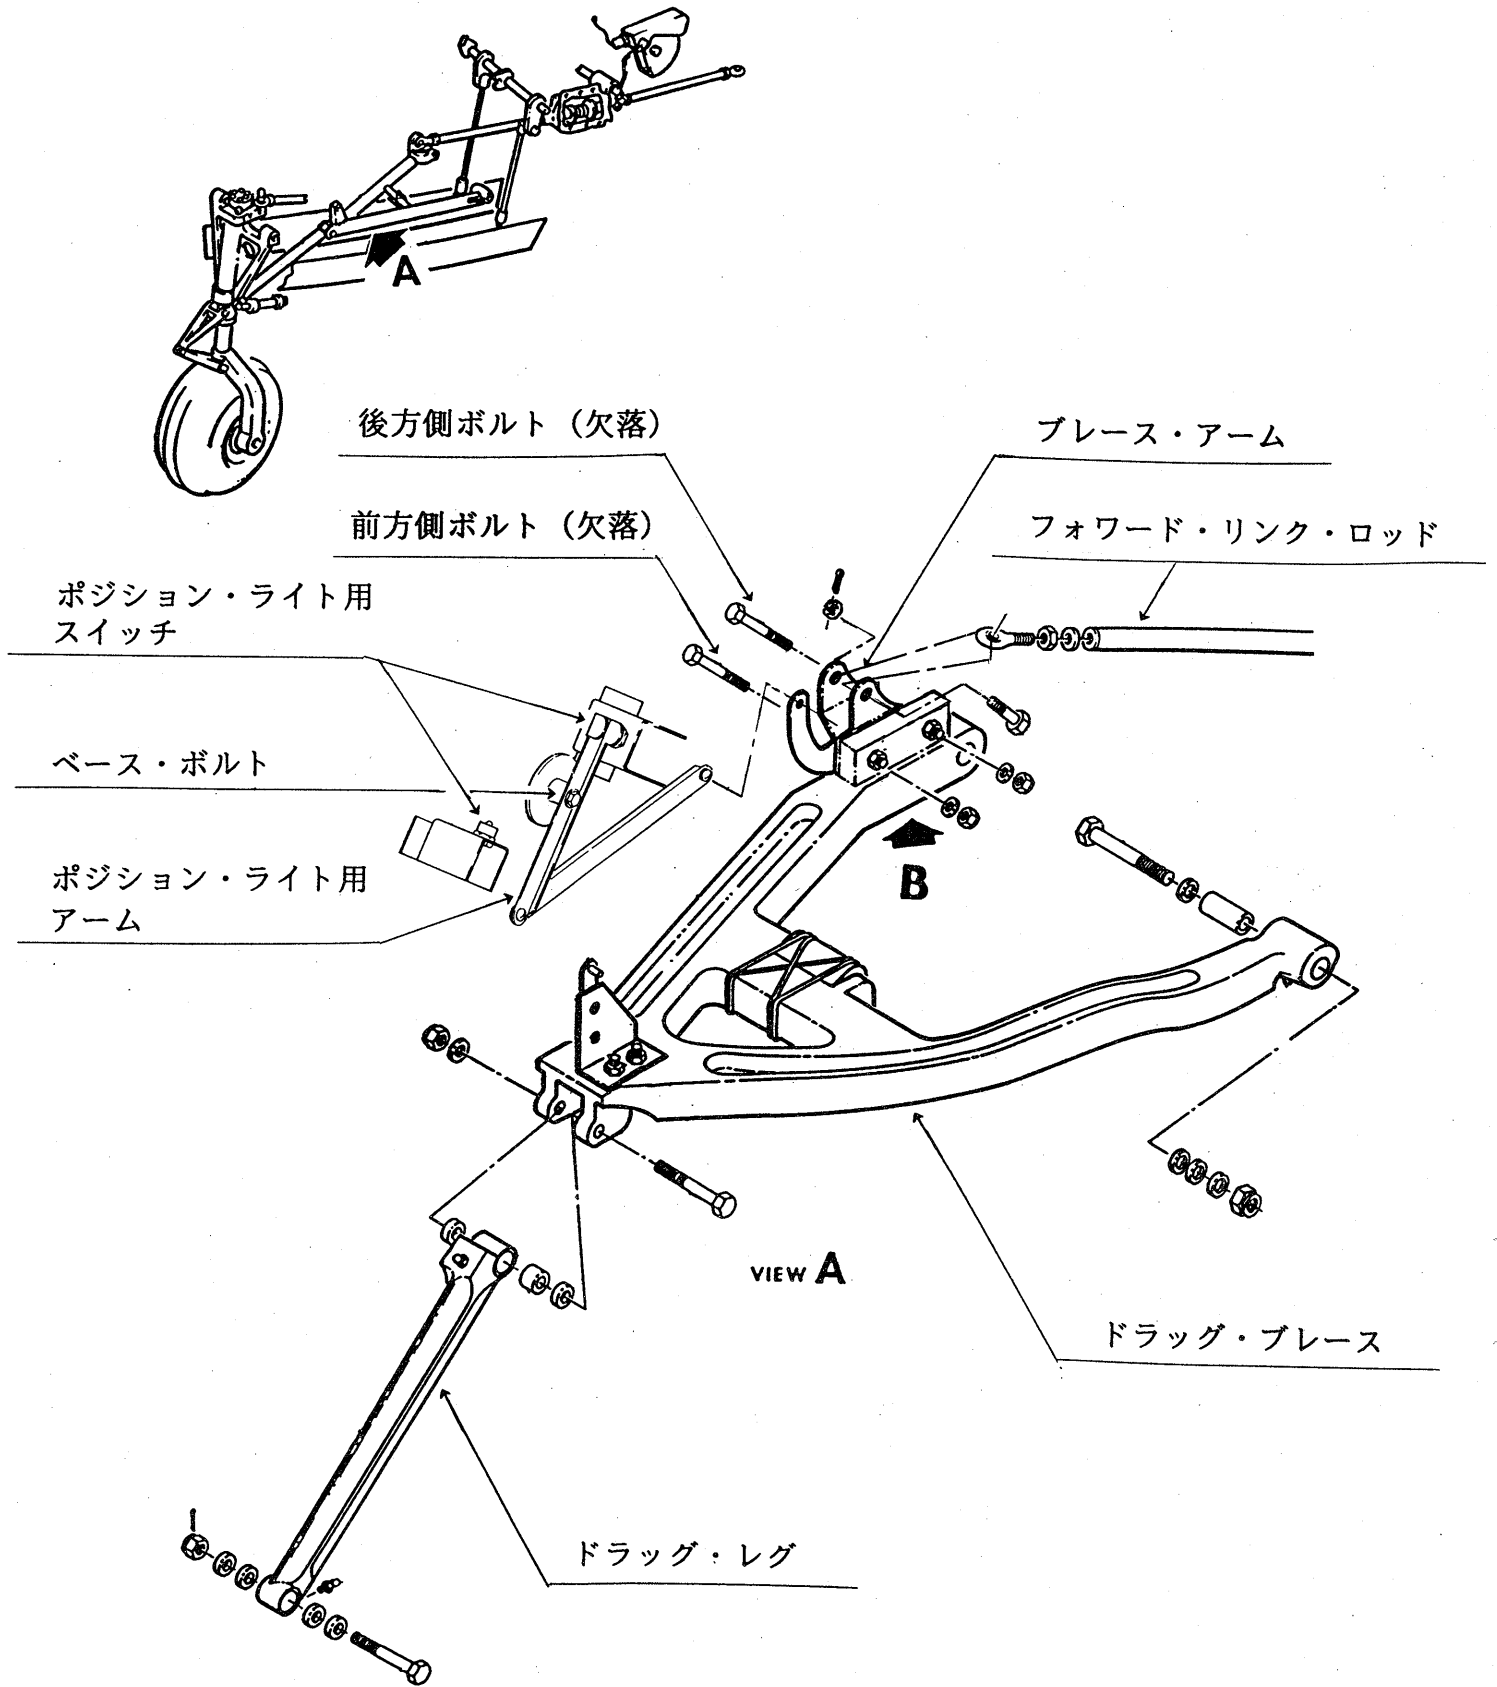 A
後方側ボルト（欠落）
ブレース・アーム
前方側ボルト（欠落）
フォワード・リンク・ロッド
ポジション・ライト用
スイッチ
ベース・ボルト
ポジション・ライト用
アーム
B
VIEW A
ドラッグ・ブレース
ドラッグ・レグ